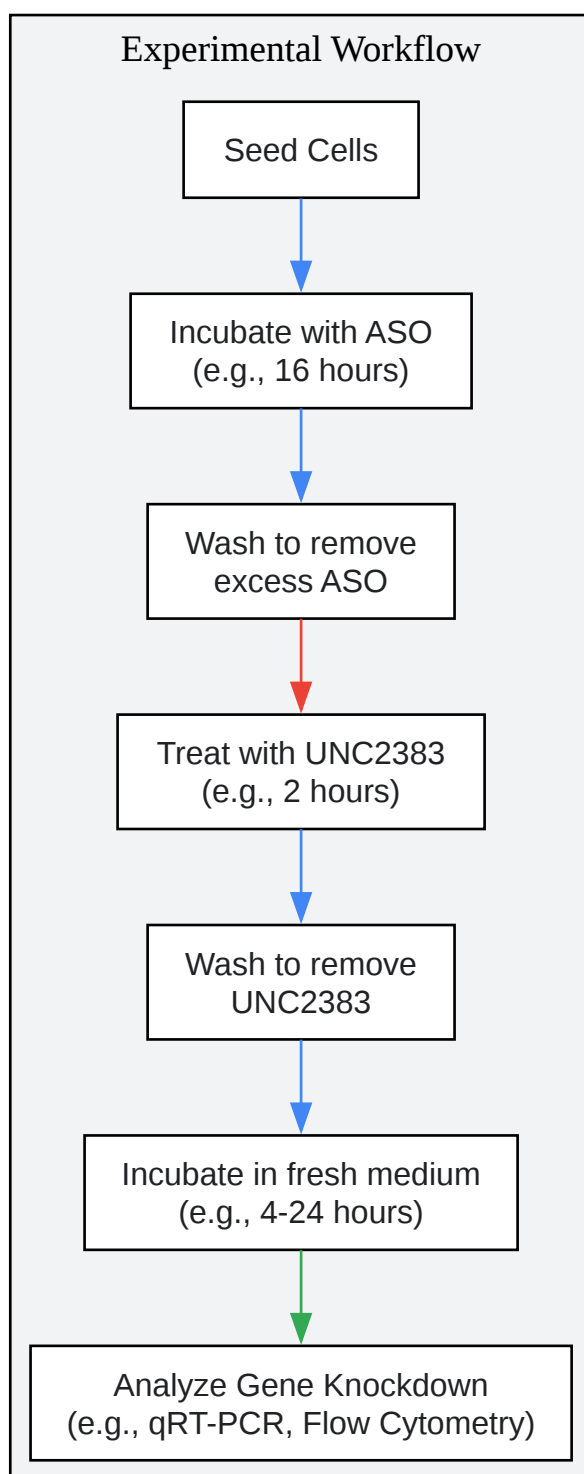 Experimental Workflow
Seed Cells
Incubate with ASO
(e.g., 16 hours)
Wash to remove
excess ASO
Treat with UNC2383
(e.g., 2 hours)
Wash to remove
UNC2383
Incubate in fresh medium
(e.g., 4-24 hours)
Analyze Gene Knockdown
(e.g., qRT-PCR, Flow Cytometry)